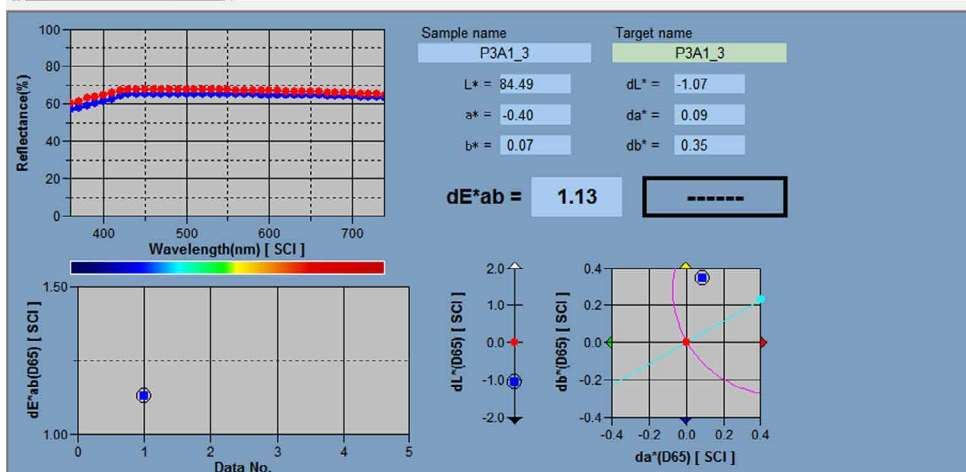 Sample name
Target name
P3A1_3
P3A1_3
L* = 84.49
dL* = -1.07
a* = -0.40
da* = 0.09
b* = 0.07
db* = 0.35
dE*ab = 1.13
------
Reflectance(%)
100
80
60
40
20
0
400 500 600 700
Wavelength(nm) [ SCI ]
dE*ab(D65) [ SCI ]
1.50
1.00
0 1 2 3 4 5
Data No.
dL*(D65) [ SCI ]
2.0
1.0
0.0
-1.0
-2.0
db*(D65) [ SCI ]
0.4
0.2
0.0
-0.2
-0.4
-0.4 -0.2 0.0 0.2 0.4
da*(D65) [ SCI ]